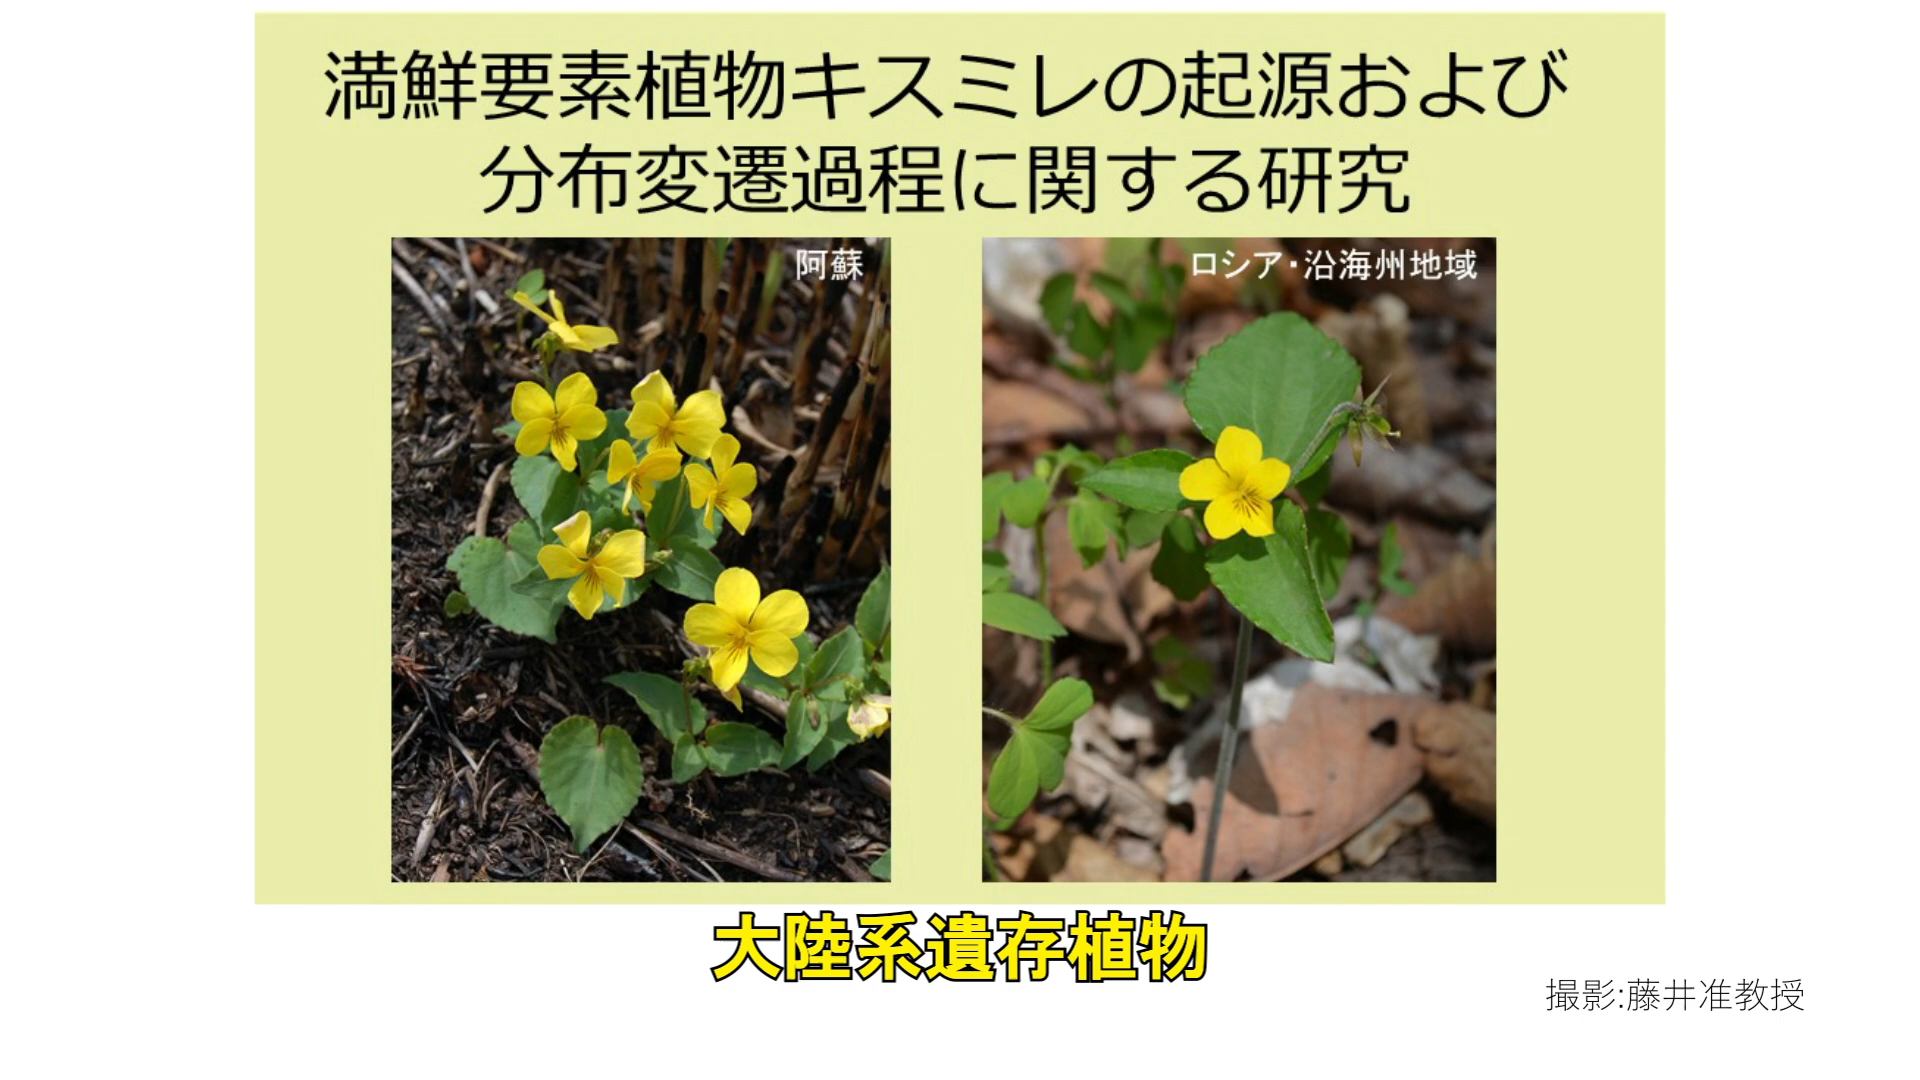 満鮮要素植物キスミレの起源および
分布変遷過程に関する研究
阿蘇
ロシア・沿海州地域
大陸系遺存植物
撮影:藤井准教授